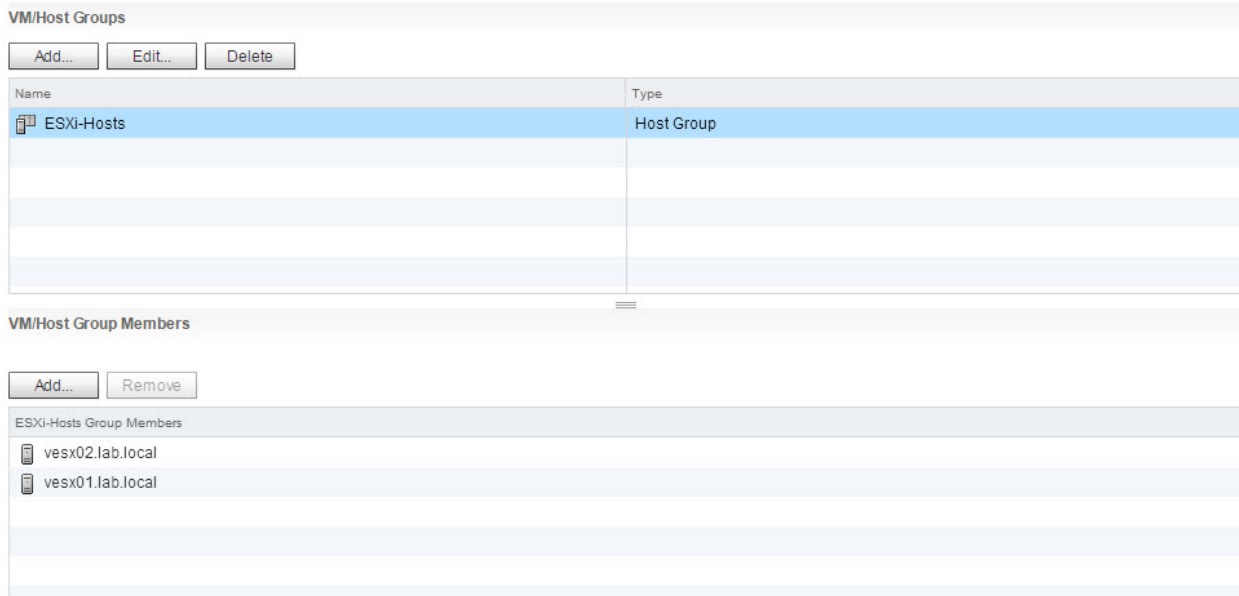 VM/Host Groups
Add... Edit... Delete
Name Type
ESXi-Hosts Host Group
VM/Host Group Members
Add... Remove
ESXi-Hosts Group Members
vesx02.lab.local
vesx01.lab.local